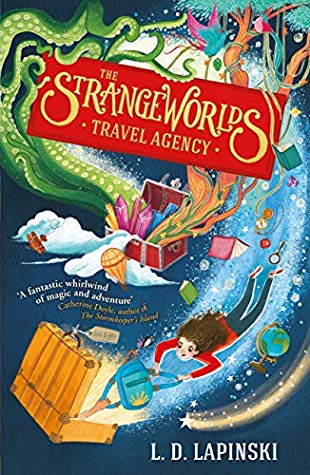 THE
STRANGEWORLDS
• TRAVEL AGENCY •
'A fantastic whirlwind
of magic and adventure'
Catherine Doyle, author of
The Stormkeeper's Island
L. D. LAPINSKI